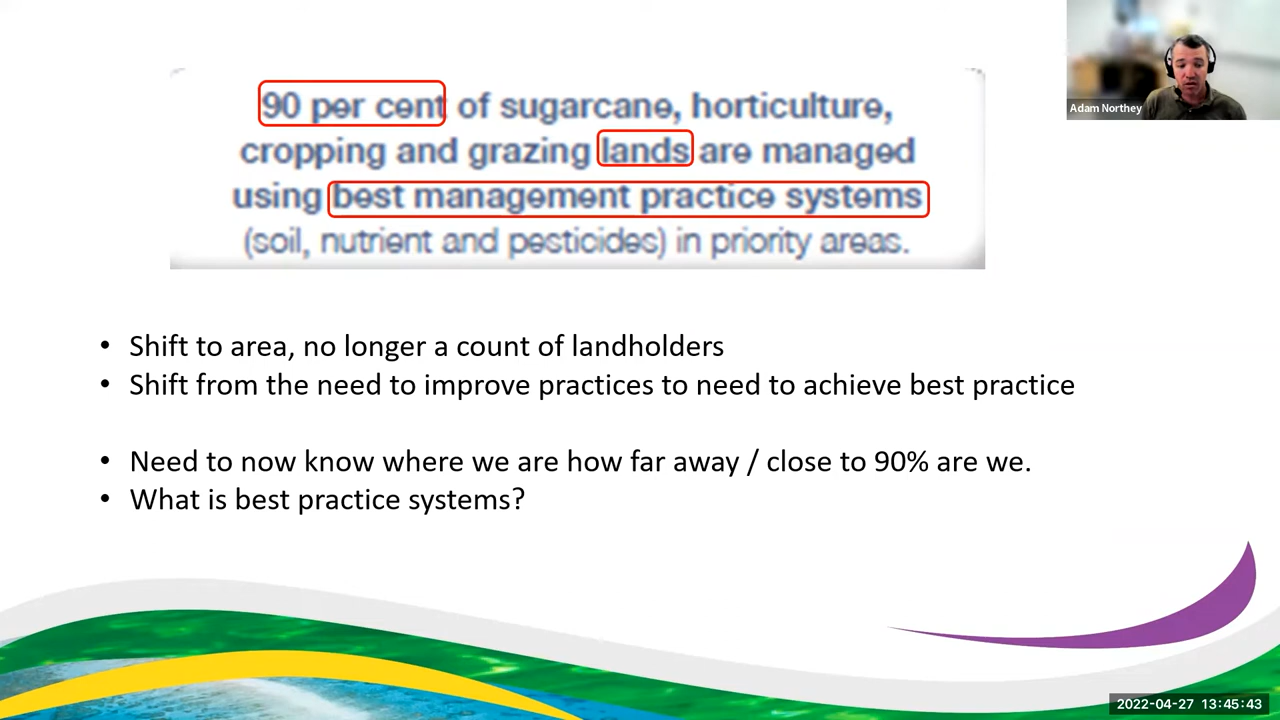 90 per cent of sugarcane, horticulture,
cropping and grazing lands are managed
using best management practice systems
(soil, nutrient and pesticides) in priority areas.
Adam Northey
• Shift to area, no longer a count of landholders
• Shift from the need to improve practices to need to achieve best practice
• Need to now know where we are how far away / close to 90% are we.
• What is best practice systems?
2022-04-27 13:45:43